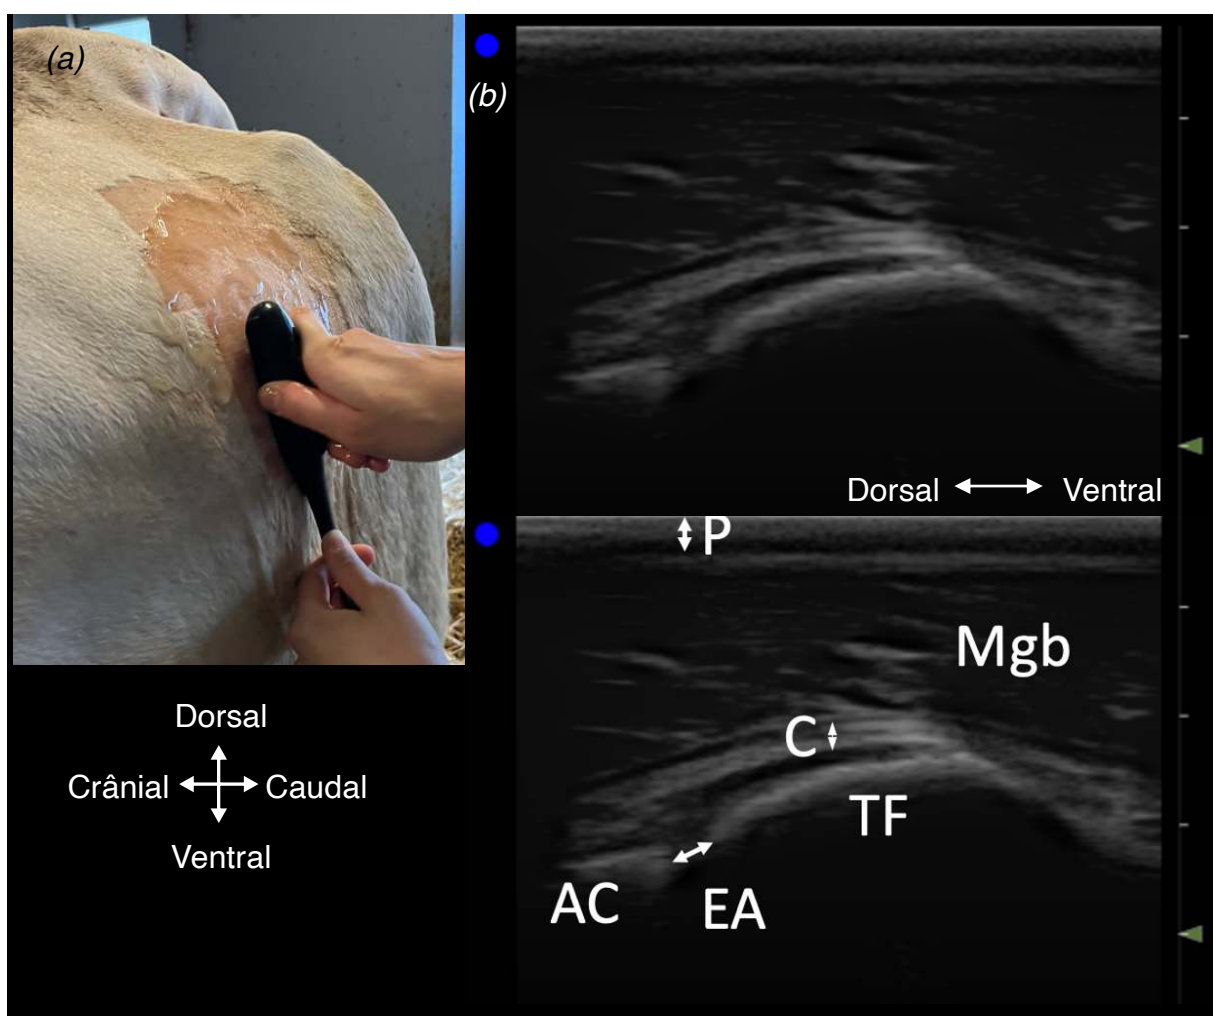 (a)
(b)
Dorsal Ventral
P
Mgb
C
TF
AC
EA
Dorsal
Crânial Caudal
Ventral